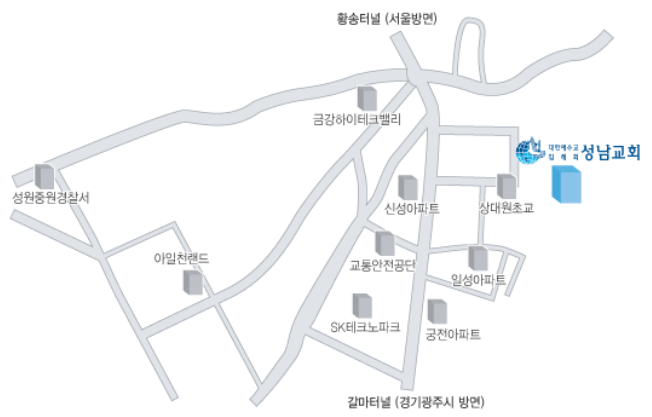 황송터널 (서울방면)
금강하이테크밸리
대한예수교
침례회
성남교회
성원중원경찰서
신성아파트
상대원초교
아일천랜드
교통안전공단
일성아파트
SK테크노파크
궁전아파트
갈마터널 (경기광주시 방면)